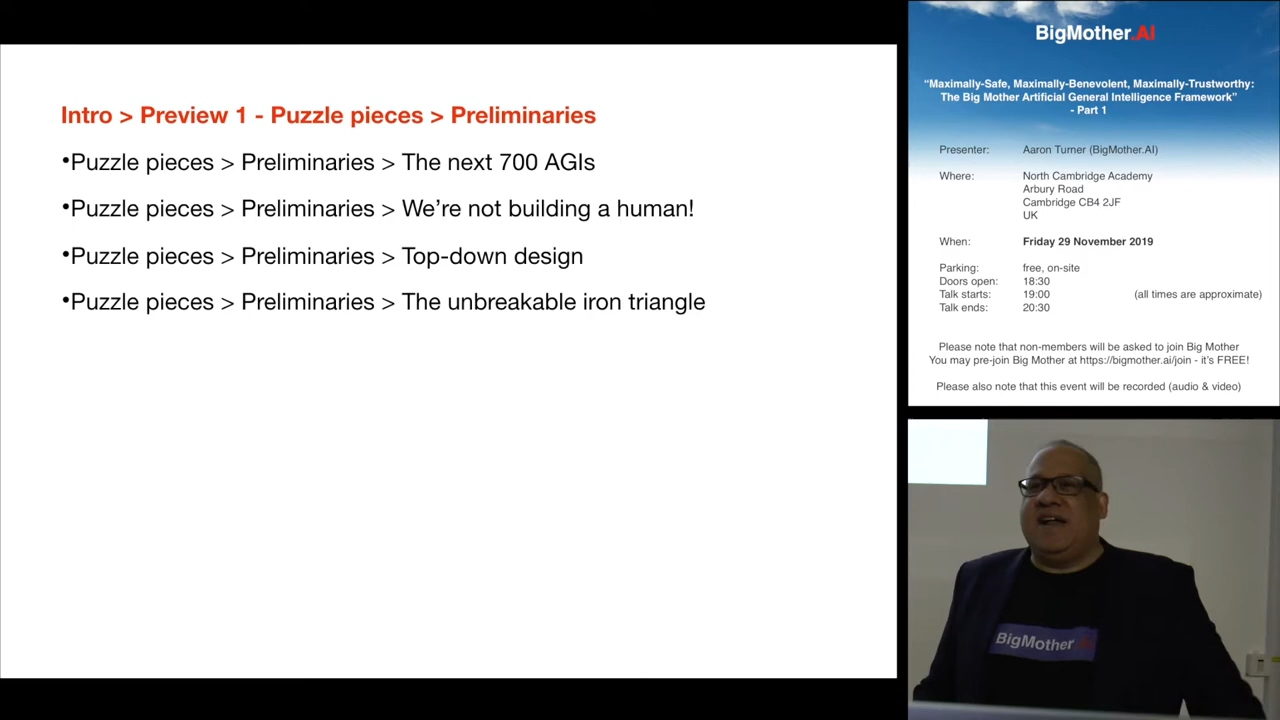 Intro > Preview 1 - Puzzle pieces > Preliminaries
•Puzzle pieces > Preliminaries > The next 700 AGIs
•Puzzle pieces > Preliminaries > We’re not building a human!
•Puzzle pieces > Preliminaries > Top-down design
•Puzzle pieces > Preliminaries > The unbreakable iron triangle
BigMother.AI
“Maximally-Safe, Maximally-Benevolent, Maximally-Trustworthy:
The Big Mother Artificial General Intelligence Framework”
- Part 1
Presenter: Aaron Turner (BigMother.AI)
Where: North Cambridge Academy
Arbury Road
Cambridge CB4 2JF
UK
When: Friday 29 November 2019
Parking: free, on-site
Doors open: 18:30
Talk starts: 19:00 (all times are approximate)
Talk ends: 20:30
Please note that non-members will be asked to join Big Mother
You may pre-join Big Mother at https://bigmother.ai/join - it’s FREE!
Please also note that this event will be recorded (audio & video)
BigMother.AI